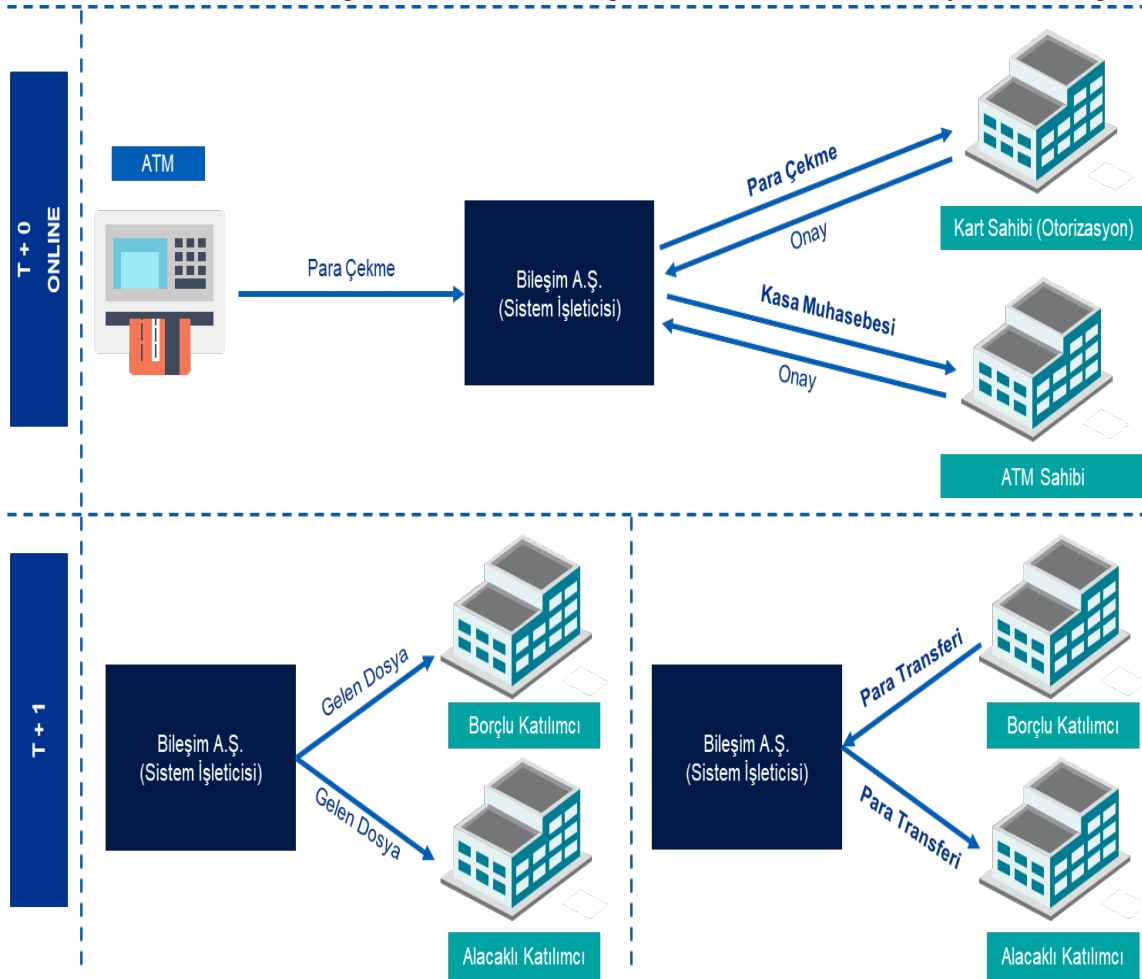 T + 0
ONLINE
ATM
Para Çekme
Bileşim A.Ş.
(Sistem İşleticisi)
Para Çekme
Onay
Kart Sahibi (Otorizasyon)
Kasa Muhasebesi
Onay
ATM Sahibi
T + 1
Bileşim A.Ş.
(Sistem İşleticisi)
Gelen Dosya
Gelen Dosya
Borçlu Katılımcı
Alacaklı Katılımcı
Bileşim A.Ş.
(Sistem İşleticisi)
Para Transferi
Para Transferi
Borçlu Katılımcı
Alacaklı Katılımcı